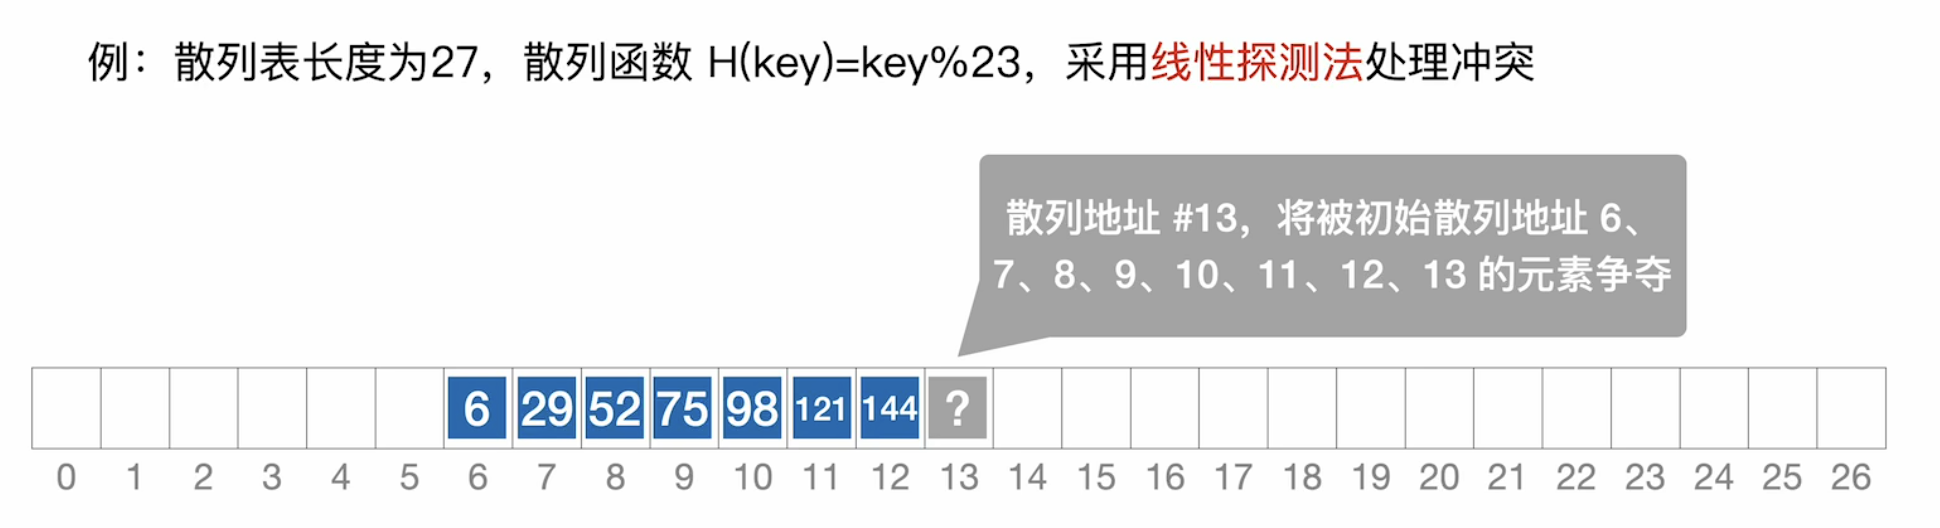 例：散列表长度为27，散列函数 H(key)=key%23，采用线性探测法处理冲突
散列地址 #13，将被初始散列地址 6、
7、8、9、10、11、12、13 的元素争夺
6 29 52 75 98 121 144 ?
0 1 2 3 4 5 6 7 8 9 10 11 12 13 14 15 16 17 18 19 20 21 22 23 24 25 26